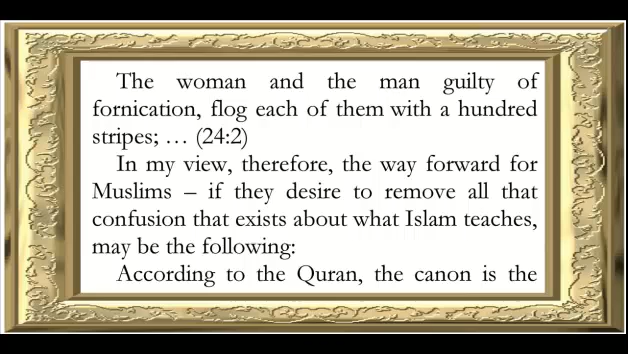 The woman and the man guilty of
fornication, flog each of them with a hundred
stripes; … (24:2)
In my view, therefore, the way forward for
Muslims – if they desire to remove all that
confusion that exists about what Islam teaches,
may be the following:
According to the Quran, the canon is the